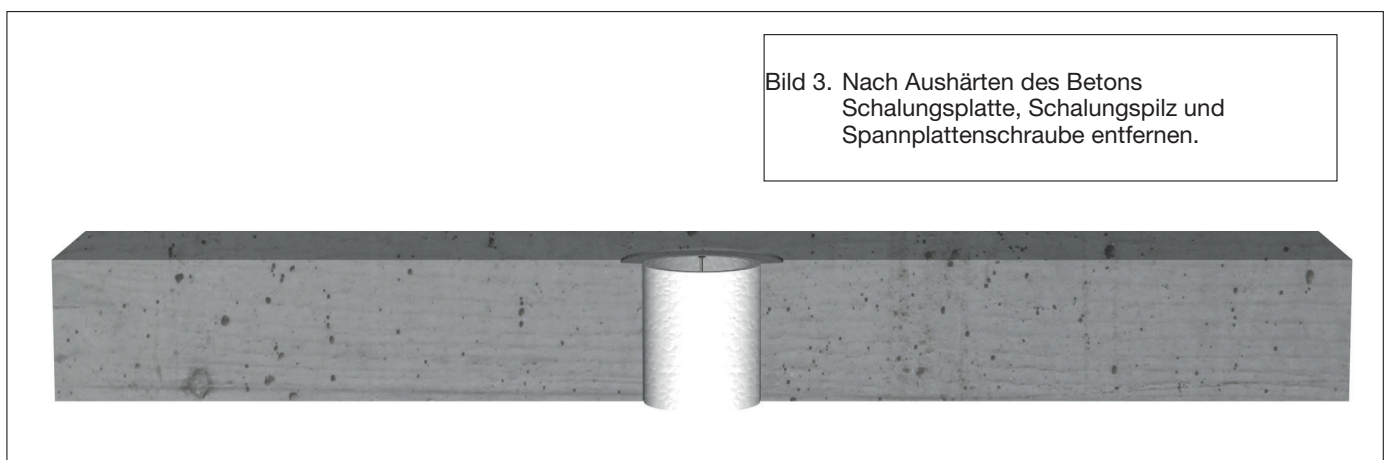 Bild 3. Nach Aushärten des Betons
Schalungsplatte, Schalungspilz und
Spannplattenschraube entfernen.